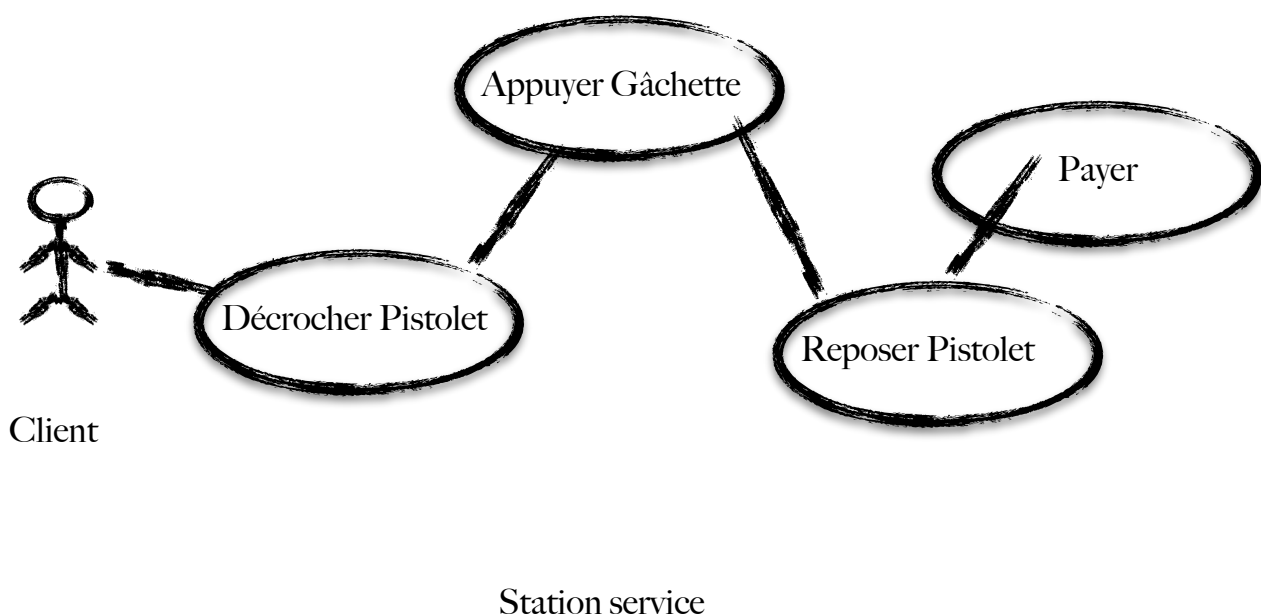 Appuyer Gâchette
Payer
Décrocher Pistolet
Reposer Pistolet
Client
Station service